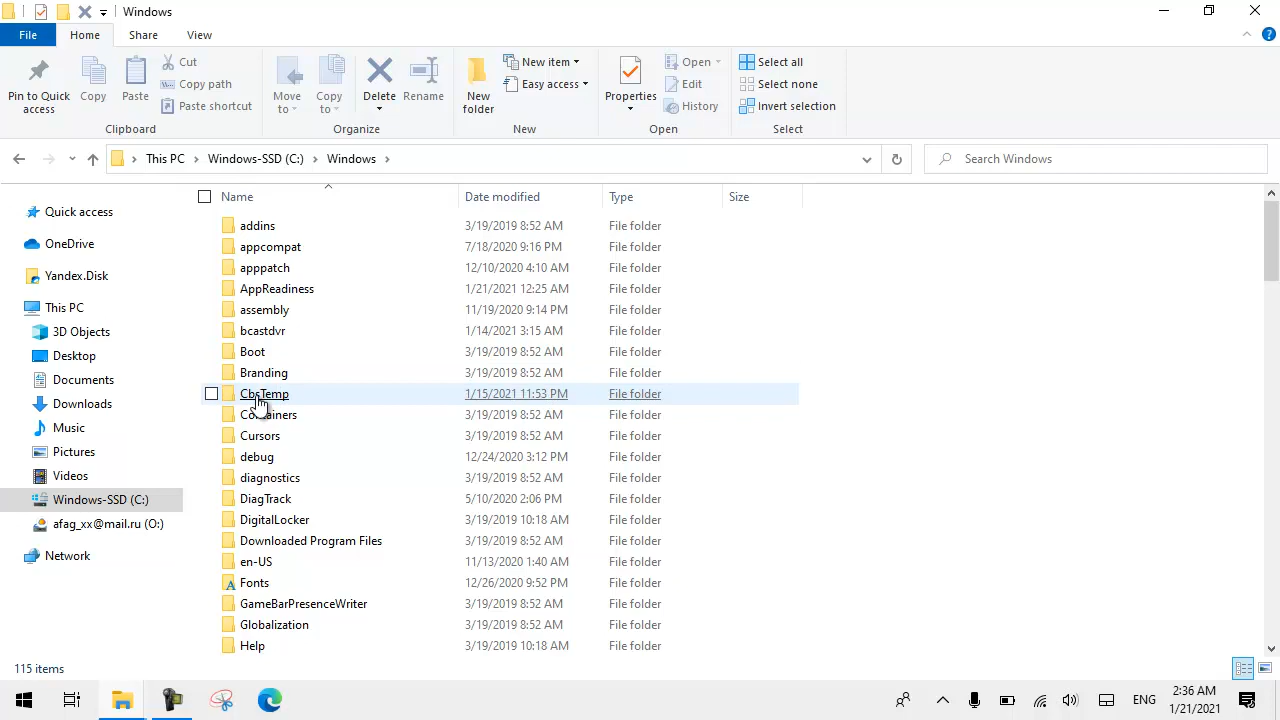 Windows
File Home Share View
Pin to Quick access
Copy
Paste
Cut
Copy path
Paste shortcut
Clipboard
Move to
Copy to
Delete
Rename
Organize
New folder
New item
Easy access
New
Properties
Open
Edit
History
Open
Select all
Select none
Invert selection
Select
This PC Windows-SSD (C:) Windows
Search Windows
Quick access
OneDrive
Yandex.Disk
This PC
3D Objects
Desktop
Documents
Downloads
Music
Pictures
Videos
Windows-SSD (C:)
afag_xx@mail.ru (O:)
Network
Name Date modified Type Size
addins 3/19/2019 8:52 AM File folder
appcompat 7/18/2020 9:16 PM File folder
apppatch 12/10/2020 4:10 AM File folder
AppReadiness 1/21/2021 12:25 AM File folder
assembly 11/19/2020 9:14 PM File folder
bcastdvr 1/14/2021 3:15 AM File folder
Boot 3/19/2019 8:52 AM File folder
Branding 3/19/2019 8:52 AM File folder
CbsTemp 1/15/2021 11:53 PM File folder
Containers 3/19/2019 8:52 AM File folder
Cursors 3/19/2019 8:52 AM File folder
debug 12/24/2020 3:12 PM File folder
diagnostics 3/19/2019 8:52 AM File folder
DiagTrack 5/10/2020 2:06 PM File folder
DigitalLocker 3/19/2019 10:18 AM File folder
Downloaded Program Files 3/19/2019 8:52 AM File folder
en-US 11/13/2020 1:40 AM File folder
Fonts 12/26/2020 9:52 PM File folder
GameBarPresenceWriter 3/19/2019 8:52 AM File folder
Globalization 3/19/2019 8:52 AM File folder
Help 3/19/2019 10:18 AM File folder
115 items
ENG
2:36 AM
1/21/2021